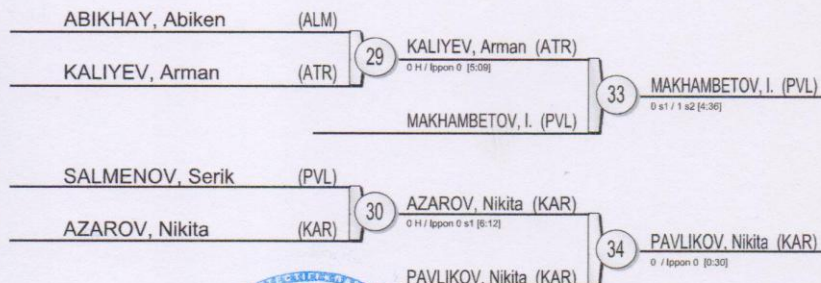 ABIKHAY, Abiken (ALM)
KALIYEV, Arman (ATR)
29
KALIYEV, Arman (ATR)
0 H / Ippon 0 [5:09]
MAKHAMBETOV, I. (PVL)
33
MAKHAMBETOV, I. (PVL)
0 s1 / 1 s2 [4:36]
SALMENOV, Serik (PVL)
AZAROV, Nikita (KAR)
30
AZAROV, Nikita (KAR)
0 H / Ippon 0 s1 [6:12]
PAVLIKOV, Nikita (KAR)
34
PAVLIKOV, Nikita (KAR)
0 / Ippon 0 [0:30]